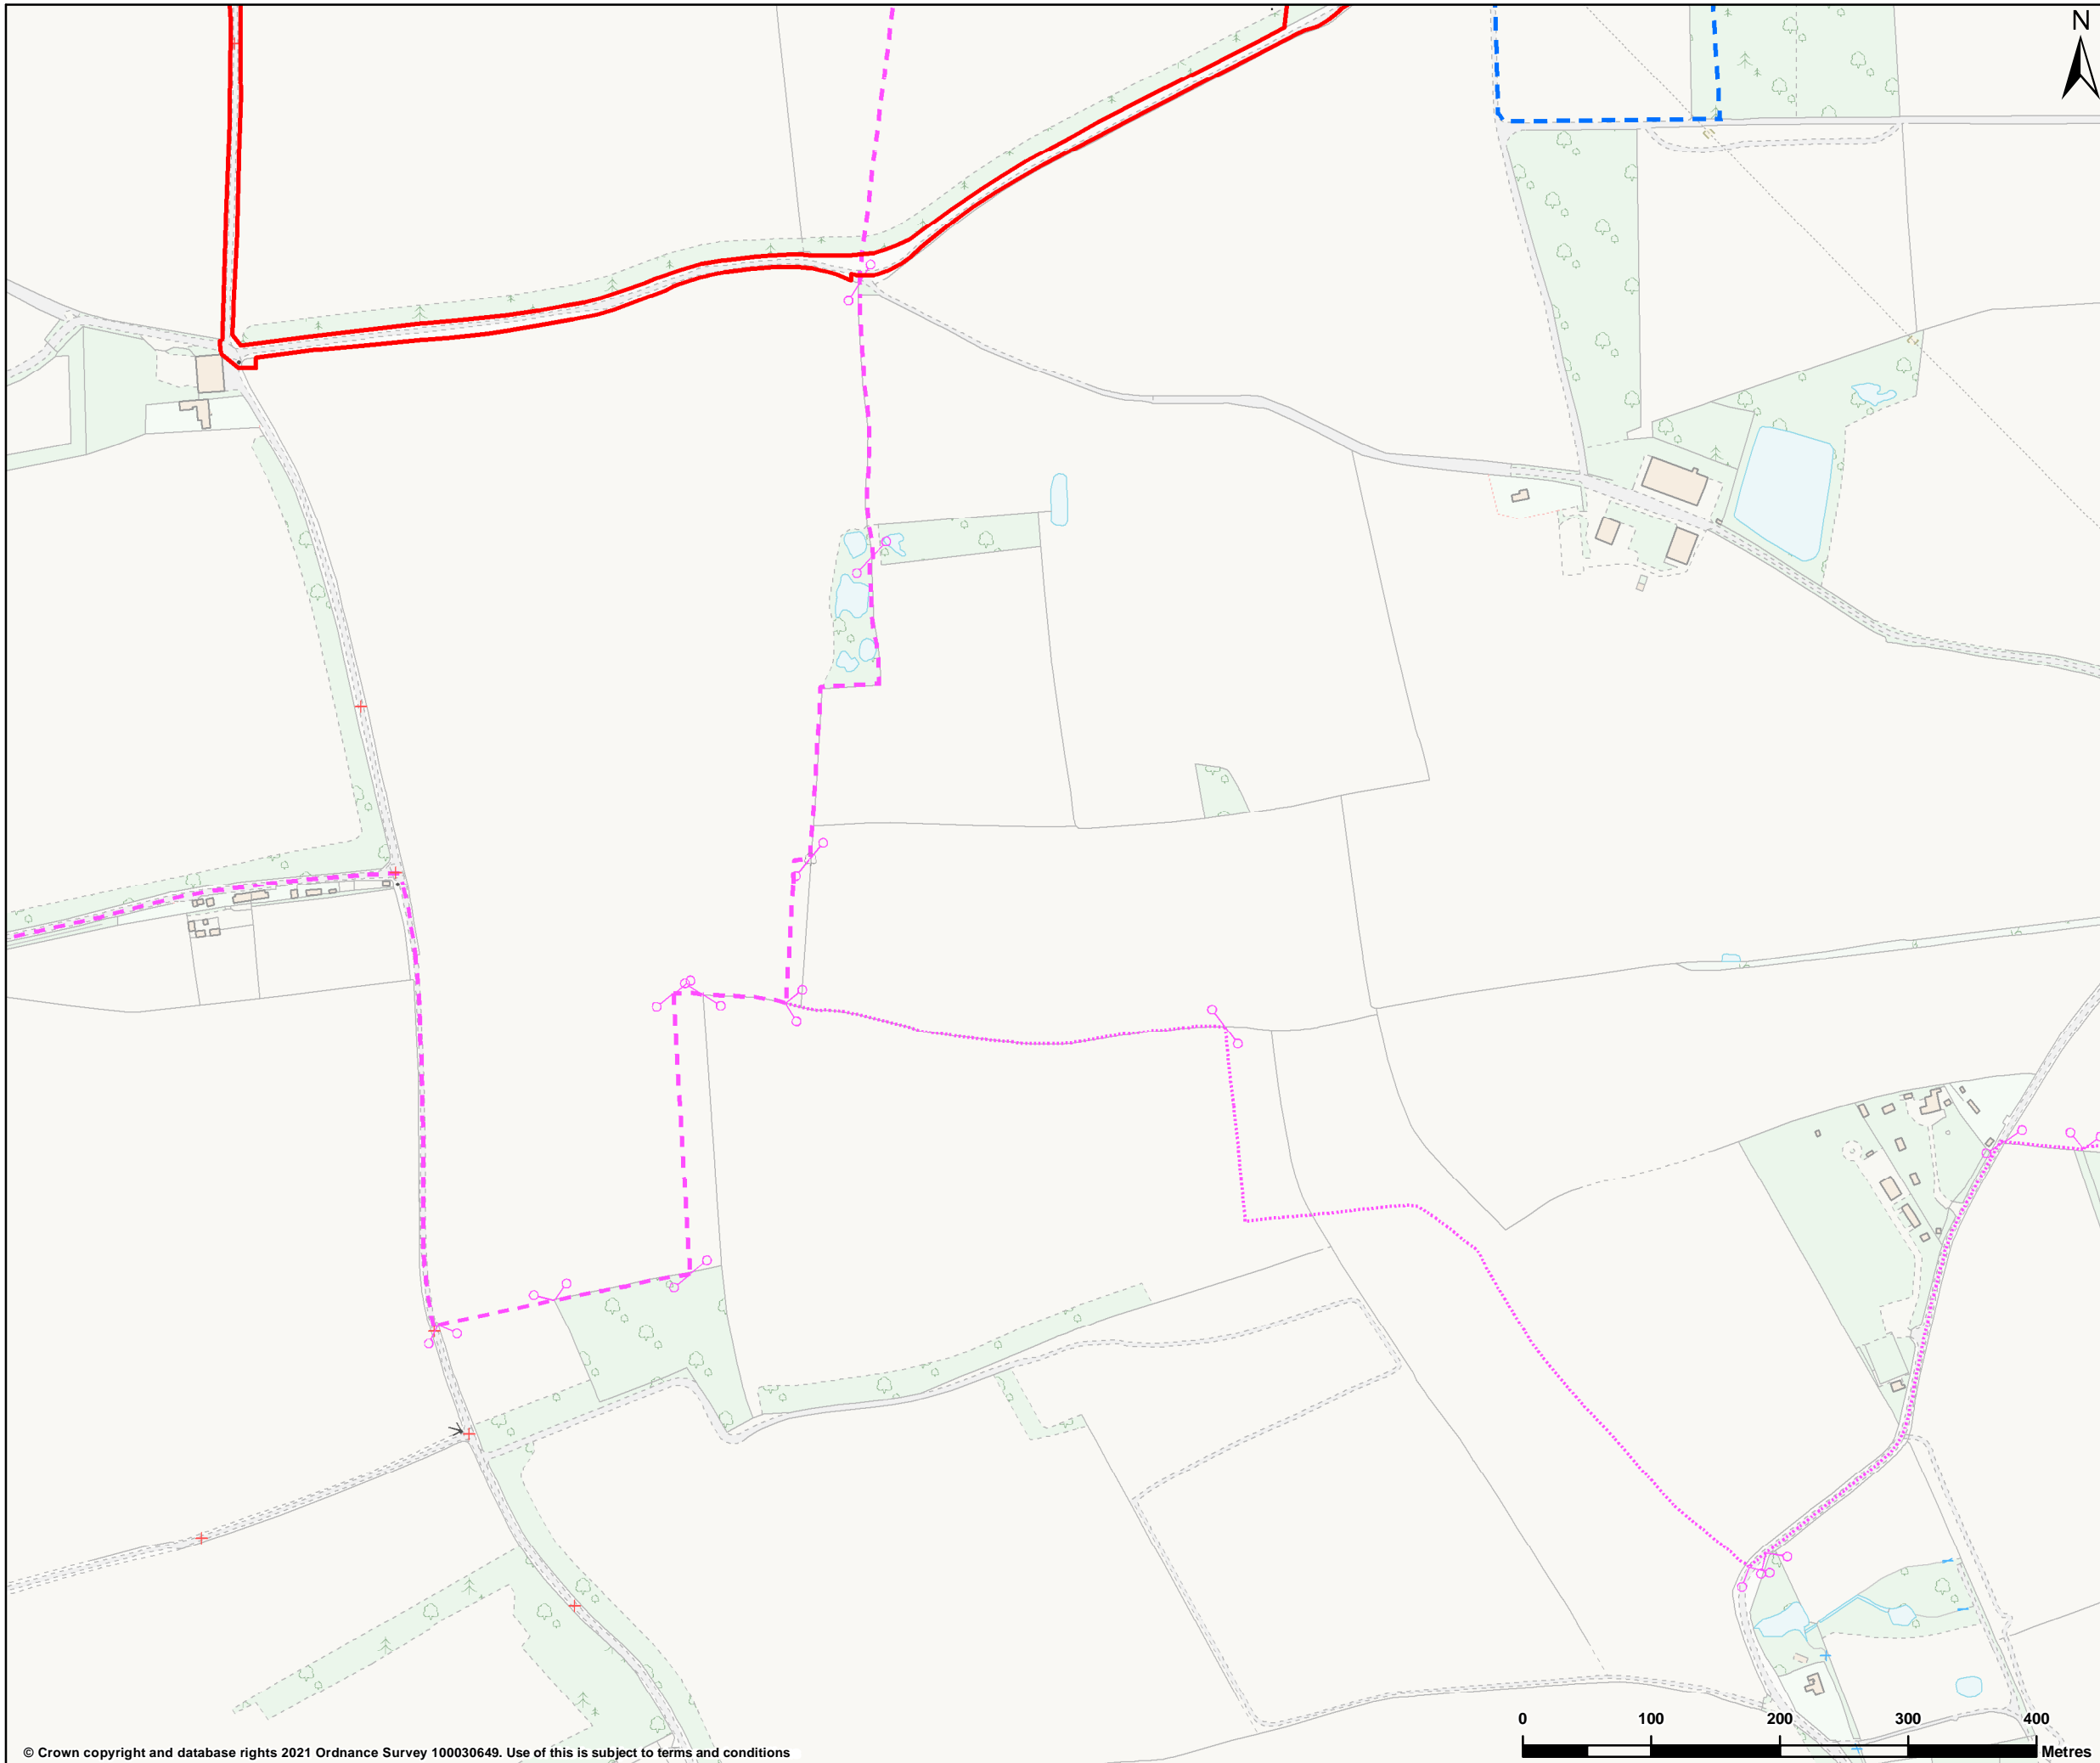 N
0 100 200 300 400
Metres
© Crown copyright and database rights 2021 Ordnance Survey 100030649. Use of this is subject to terms and conditions